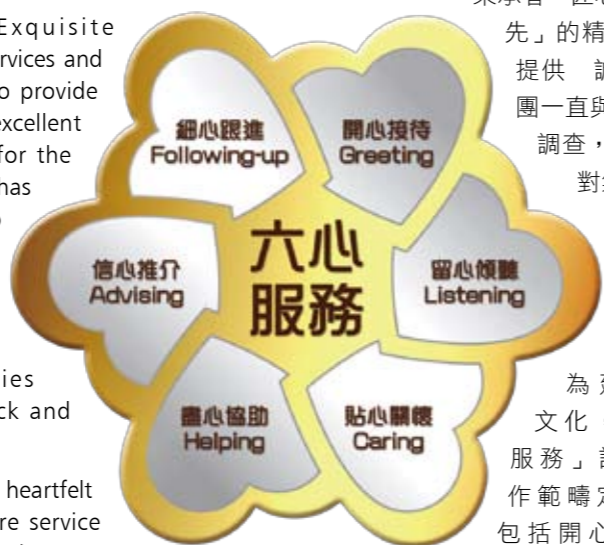 Exquisite
rvices and
o provide
excellent
for the
has
ies
ck and
heartfelt
re service
細心跟進
Following-up
開心接待
Greeting
信心推介
Advising
六心
服務
留心傾聽
Listening
盡心協助
Helping
貼心關懷
Caring
先」的精
提供 誠
團一直與
調查，
對
為
文化
服務」
作範疇定
包括開心